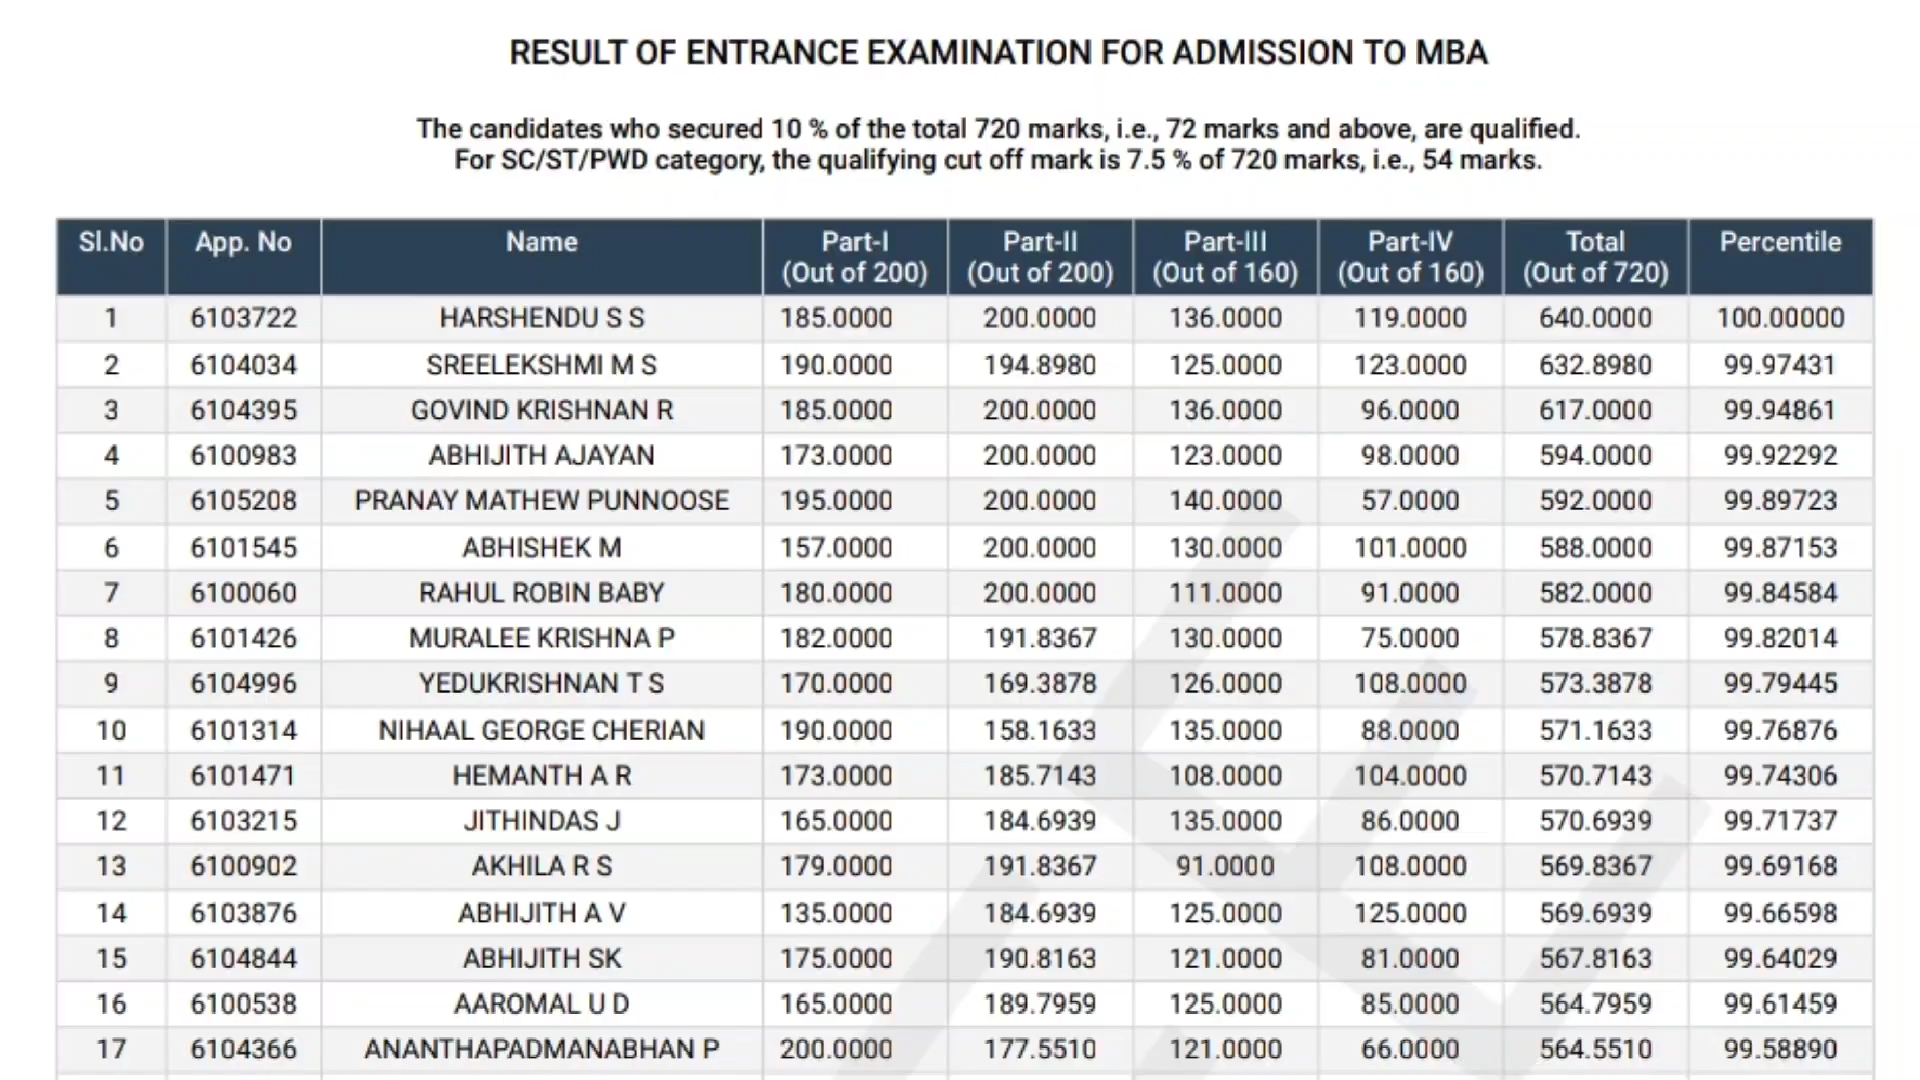 RESULT OF ENTRANCE EXAMINATION FOR ADMISSION TO MBA
The candidates who secured 10 % of the total 720 marks, i.e., 72 marks and above, are qualified.
For SC/ST/PWD category, the qualifying cut off mark is 7.5 % of 720 marks, i.e., 54 marks.
Sl.No App. No Name Part-I (Out of 200) Part-II (Out of 200) Part-III (Out of 160) Part-IV (Out of 160) Total (Out of 720) Percentile
1 6103722 HARSHENDU S S 185.0000 200.0000 136.0000 119.0000 640.0000 100.00000
2 6104034 SREELEKSHMI M S 190.0000 194.8980 125.0000 123.0000 632.8980 99.97431
3 6104395 GOVIND KRISHNAN R 185.0000 200.0000 136.0000 96.0000 617.0000 99.94861
4 6100983 ABHIJITH AJAYAN 173.0000 200.0000 123.0000 98.0000 594.0000 99.92292
5 6105208 PRANAY MATHEW PUNNOOSE 195.0000 200.0000 140.0000 57.0000 592.0000 99.89723
6 6101545 ABHISHEK M 157.0000 200.0000 130.0000 101.0000 588.0000 99.87153
7 6100060 RAHUL ROBIN BABY 180.0000 200.0000 111.0000 91.0000 582.0000 99.84584
8 6101426 MURALEE KRISHNA P 182.0000 191.8367 130.0000 75.0000 578.8367 99.82014
9 6104996 YEDUKRISHNAN T S 170.0000 169.3878 126.0000 108.0000 573.3878 99.79445
10 6101314 NIHAAL GEORGE CHERIAN 190.0000 158.1633 135.0000 88.0000 571.1633 99.76876
11 6101471 HEMANTH A R 173.0000 185.7143 108.0000 104.0000 570.7143 99.74306
12 6103215 JITHINDAS J 165.0000 184.6939 135.0000 86.0000 570.6939 99.71737
13 6100902 AKHILA R S 179.0000 191.8367 91.0000 108.0000 569.8367 99.69168
14 6103876 ABHIJITH A V 135.0000 184.6939 125.0000 125.0000 569.6939 99.66598
15 6104844 ABHIJITH SK 175.0000 190.8163 121.0000 81.0000 567.8163 99.64029
16 6100538 AAROMAL U D 165.0000 189.7959 125.0000 85.0000 564.7959 99.61459
17 6104366 ANANTHAPADMANABHAN P 200.0000 177.5510 121.0000 66.0000 564.5510 99.58890